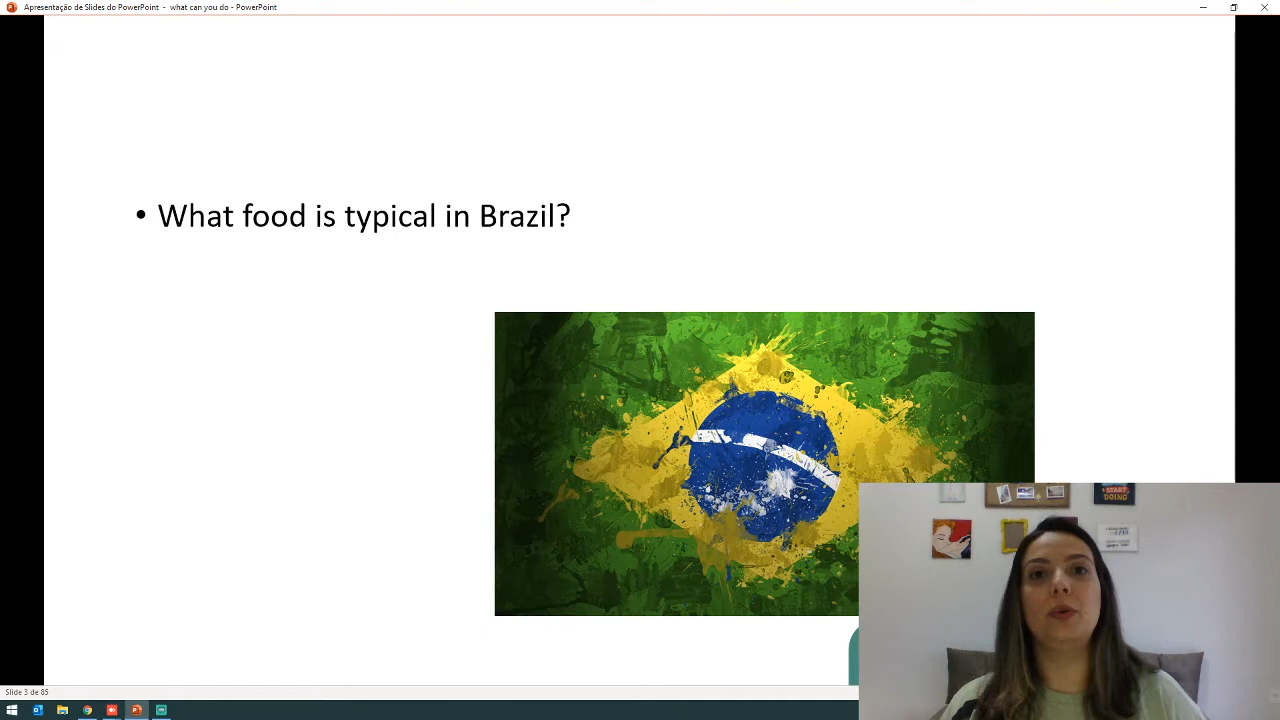 Apresentação de Slides do PowerPoint - what can you do - PowerPoint
• What food is typical in Brazil?
START
DOING
Slide 3 de 85